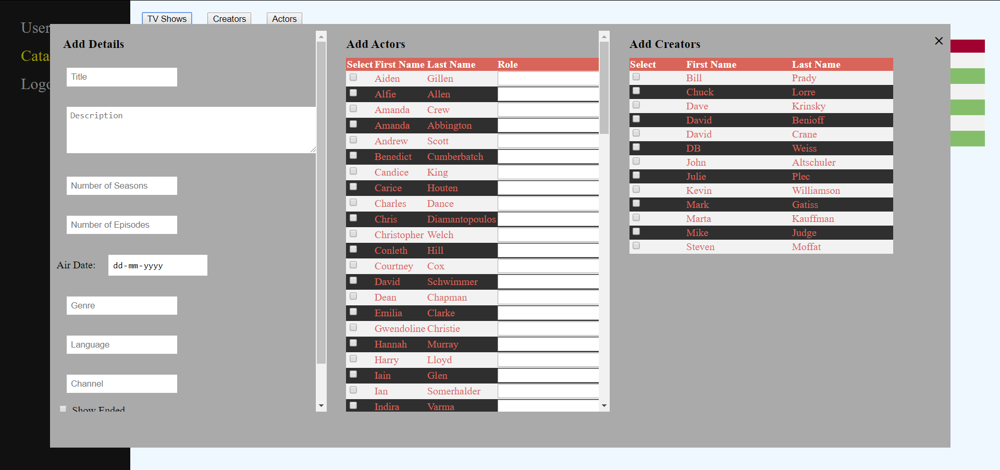 TV Shows Creators Actors
User
Cata
Logo
Add Details
Title
Description
Number of Seasons
Number of Episodes
Air Date: dd-mm-yyyy
Genre
Language
Channel
Show Ended
Add Actors
Select First Name Last Name Role
Aiden Gillen
Alfie Allen
Amanda Crew
Amanda Abbington
Andrew Scott
Benedict Cumberbatch
Candice King
Carice Houten
Charles Dance
Chris Diamantopoulos
Christopher Welch
Conleth Hill
Courtney Cox
David Schwimmer
Dean Chapman
Emilia Clarke
Gwendoline Christie
Hannah Murray
Harry Lloyd
Iain Glen
Ian Somerhalder
Indira Varma
Add Creators
Select First Name Last Name
Bill Prady
Chuck Lorre
Dave Krinsky
David Benioff
David Crane
DB Weiss
John Altschuler
Julie Plec
Kevin Williamson
Mark Gatiss
Marta Kauffman
Mike Judge
Steven Moffat